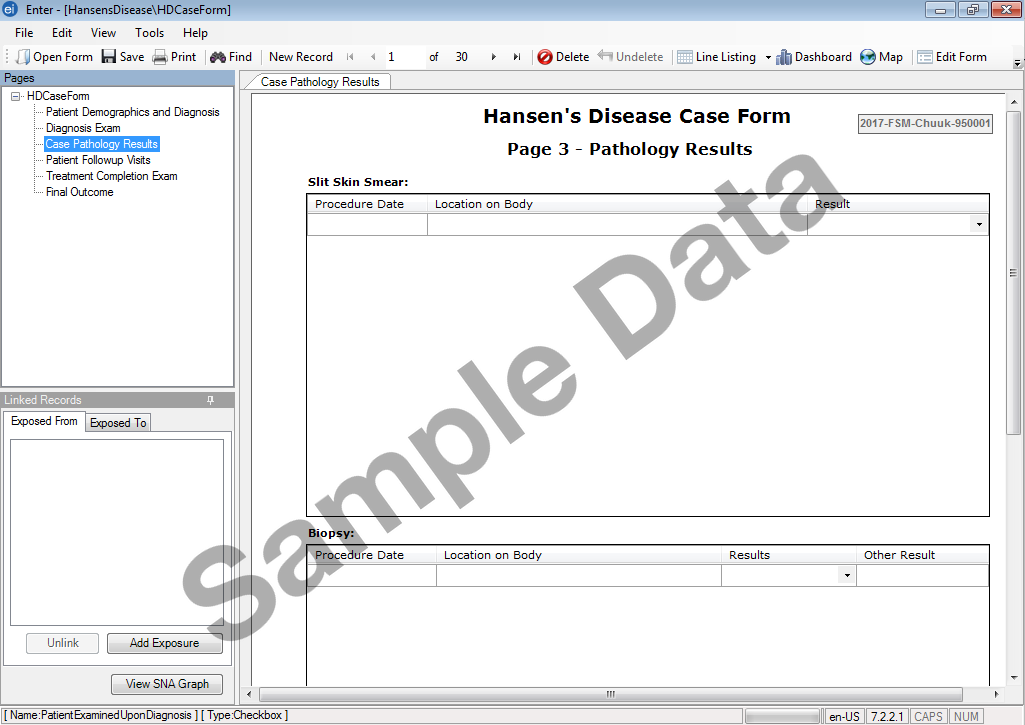 ei Enter - [HansensDisease\HDCaseForm]
File Edit View Tools Help
Open Form Save Print Find New Record 1 of 30 Delete Undelete Line Listing Dashboard Map Edit Form
Pages
HDCaseForm
Patient Demographics and Diagnosis
Diagnosis Exam
Case Pathology Results
Patient Followup Visits
Treatment Completion Exam
Final Outcome
Linked Records
Exposed From Exposed To
Unlink Add Exposure
View SNA Graph
Case Pathology Results
Hansen's Disease Case Form
2017-FSM-Chuuk-950001
Page 3 - Pathology Results
Slit Skin Smear:
Procedure Date Location on Body Result
Sample Data
Biopsy:
Procedure Date Location on Body Results Other Result
[ Name:PatientExaminedUponDiagnosis ] [ Type:Checkbox ] en-US 7.2.2.1 CAPS NUM